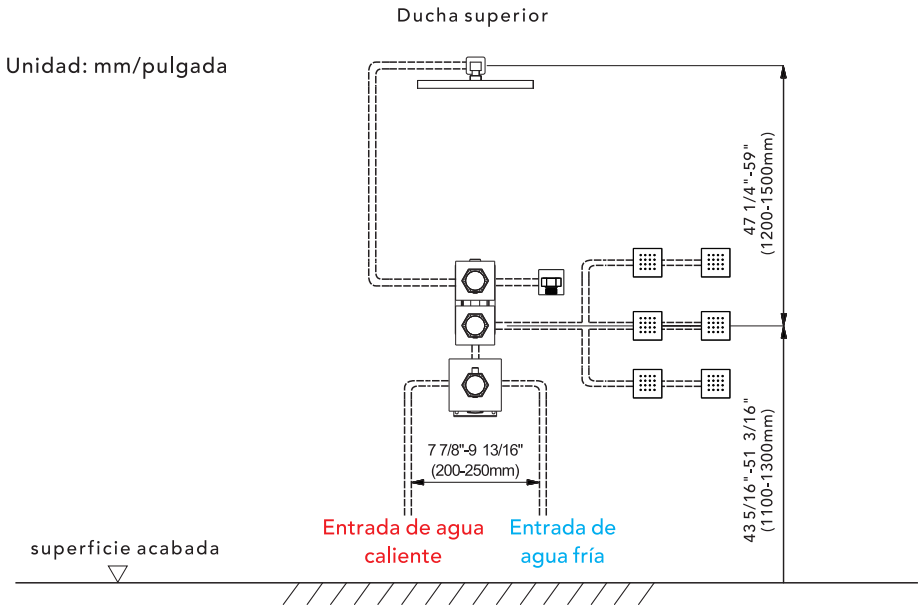 Ducha superior
Unidad: mm/pulgada
47 1/4"-59"
(1200-1500mm)
7 7/8"-9 13/16"
(200-250mm)
43 5/16"-51 3/16"
(1100-1300mm)
Entrada de agua
caliente
Entrada de
agua fría
superficie acabada